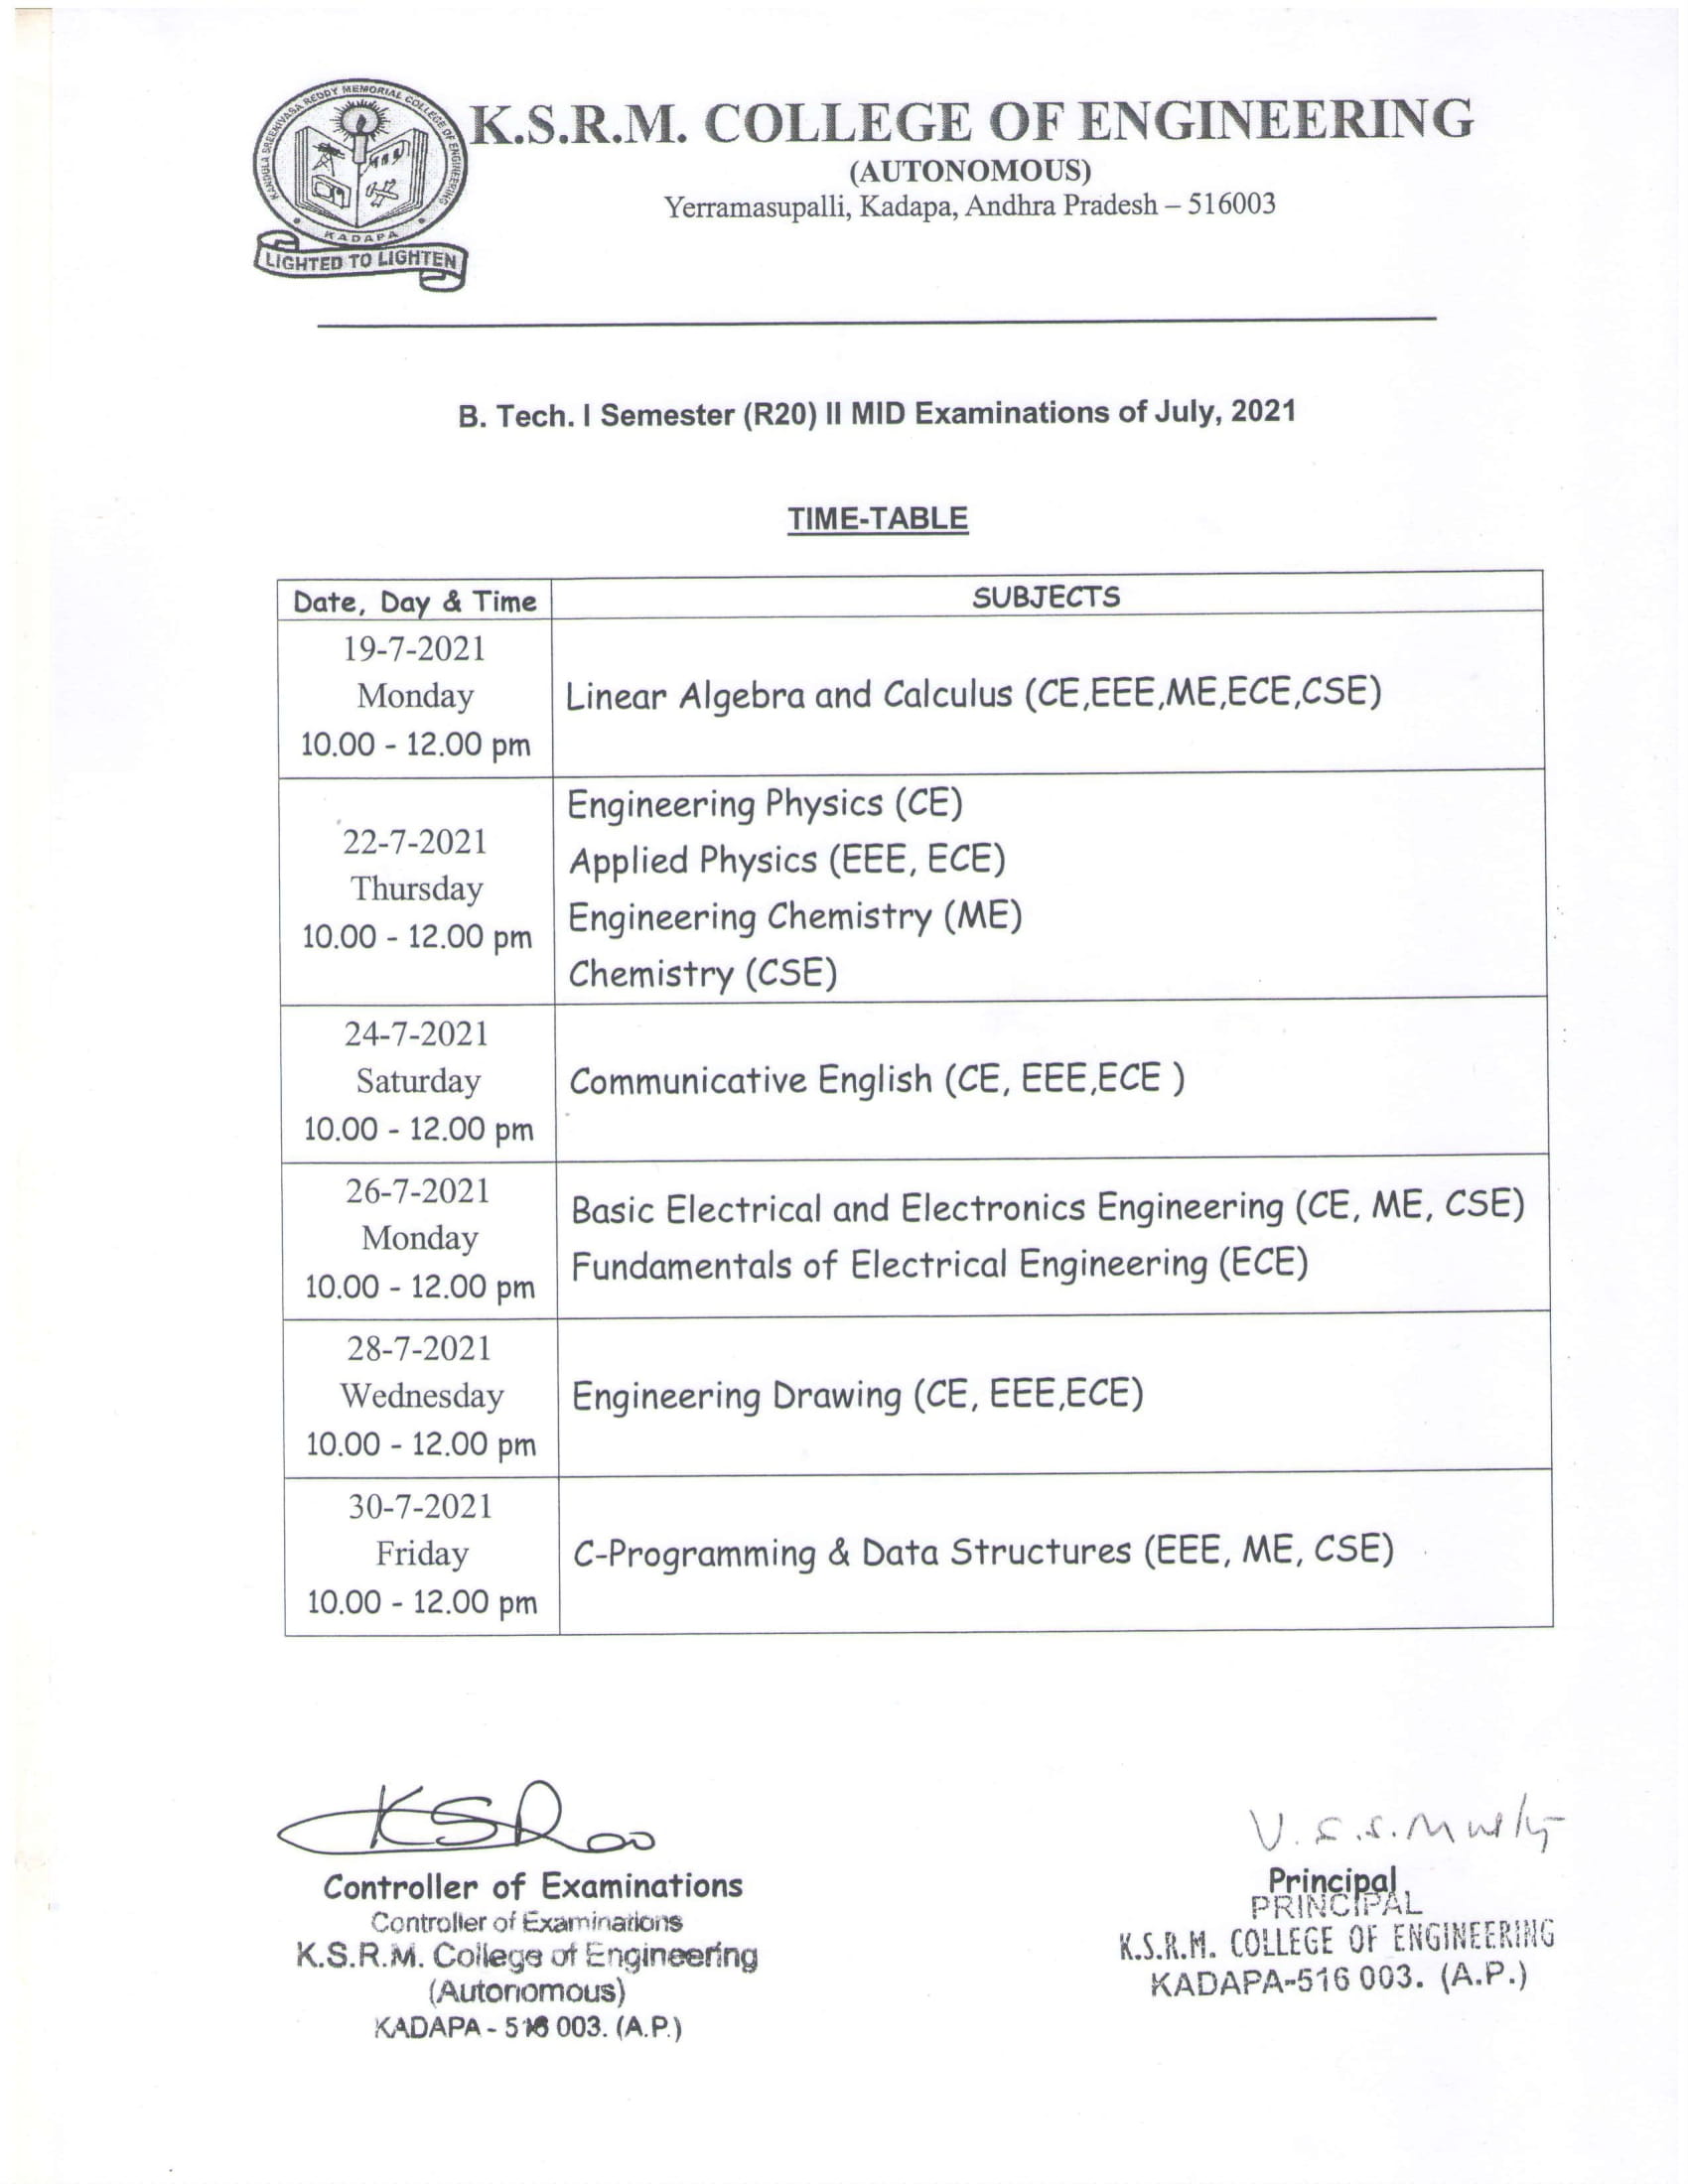 KANDULA SREENIVASA REDDY MEMORIAL COLLEGE OF ENGINEERING
KADAPA
LIGHTED TO LIGHTEN
K.S.R.M. COLLEGE OF ENGINEERING
(AUTONOMOUS)
Yerramasupalli, Kadapa, Andhra Pradesh – 516003
B. Tech. I Semester (R20) II MID Examinations of July, 2021
TIME-TABLE
Date, Day & Time SUBJECTS
19-7-2021
Monday
10.00 - 12.00 pm
Linear Algebra and Calculus (CE,EEE,ME,ECE,CSE)
22-7-2021
Thursday
10.00 - 12.00 pm
Engineering Physics (CE)
Applied Physics (EEE, ECE)
Engineering Chemistry (ME)
Chemistry (CSE)
24-7-2021
Saturday
10.00 - 12.00 pm
Communicative English (CE, EEE,ECE )
26-7-2021
Monday
10.00 - 12.00 pm
Basic Electrical and Electronics Engineering (CE, ME, CSE)
Fundamentals of Electrical Engineering (ECE)
28-7-2021
Wednesday
10.00 - 12.00 pm
Engineering Drawing (CE, EEE,ECE)
30-7-2021
Friday
10.00 - 12.00 pm
C-Programming & Data Structures (EEE, ME, CSE)
KSRao
Controller of Examinations
Controller of Examinations
K.S.R.M. College of Engineering
(Autonomous)
KADAPA - 516 003. (A.P.)
V.S.S.Murthy
Principal
PRINCIPAL
K.S.R.M. COLLEGE OF ENGINEERING
KADAPA-516 003. (A.P.)